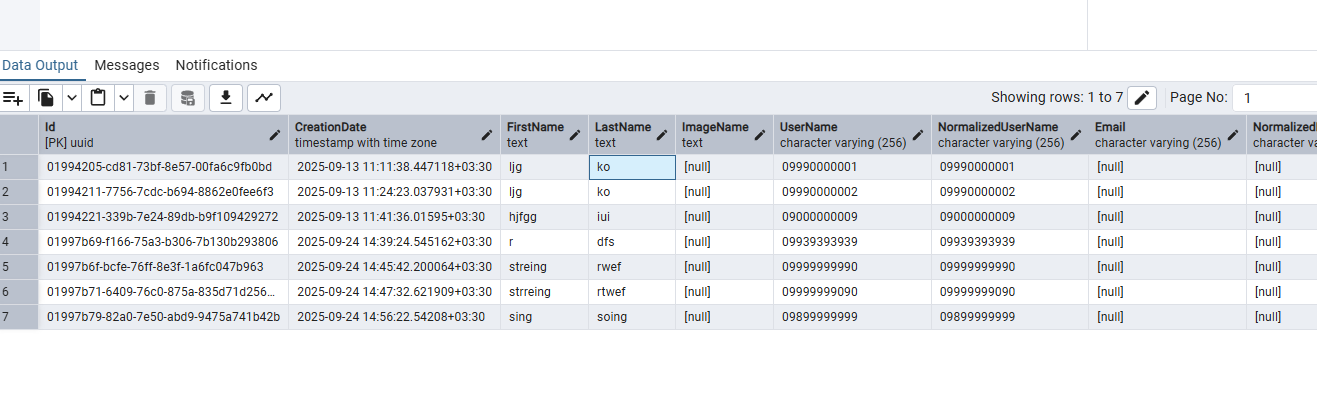 Data Output Messages Notifications
Showing rows: 1 to 7 Page No: 1
Id CreationDate FirstName LastName ImageName UserName NormalizedUserName Email
[PK] uuid timestamp with time zone text text text character varying (256) character varying (256) character varying (256)
1 01994205-cd81-73bf-8e57-00fa6c9fb0bd 2025-09-13 11:11:38.447118+03:30 ljg ko [null] 09990000001 09990000001 [null] [null]
2 01994211-7756-7cdc-b694-8862e0fee6f3 2025-09-13 11:24:23.037931+03:30 ljg ko [null] 09990000002 09990000002 [null] [null]
3 01994221-339b-7e24-89db-b9f109429272 2025-09-13 11:41:36.01595+03:30 hjfgg iui [null] 09000000009 09000000009 [null] [null]
4 01997b69-f166-75a3-b306-7b130b293806 2025-09-24 14:39:24.545162+03:30 r dfs [null] 09939393939 09939393939 [null] [null]
5 01997b6f-bcfe-76ff-8e3f-1a6fc047b963 2025-09-24 14:45:42.200064+03:30 streing rwef [null] 09999999990 09999999990 [null] [null]
6 01997b71-6409-76c0-875a-835d71d256... 2025-09-24 14:47:32.621909+03:30 strreing rtwef [null] 09999999090 09999999090 [null] [null]
7 01997b79-82a0-7e50-abd9-9475a741b42b 2025-09-24 14:56:22.54208+03:30 sing soing [null] 09899999999 09899999999 [null] [null]